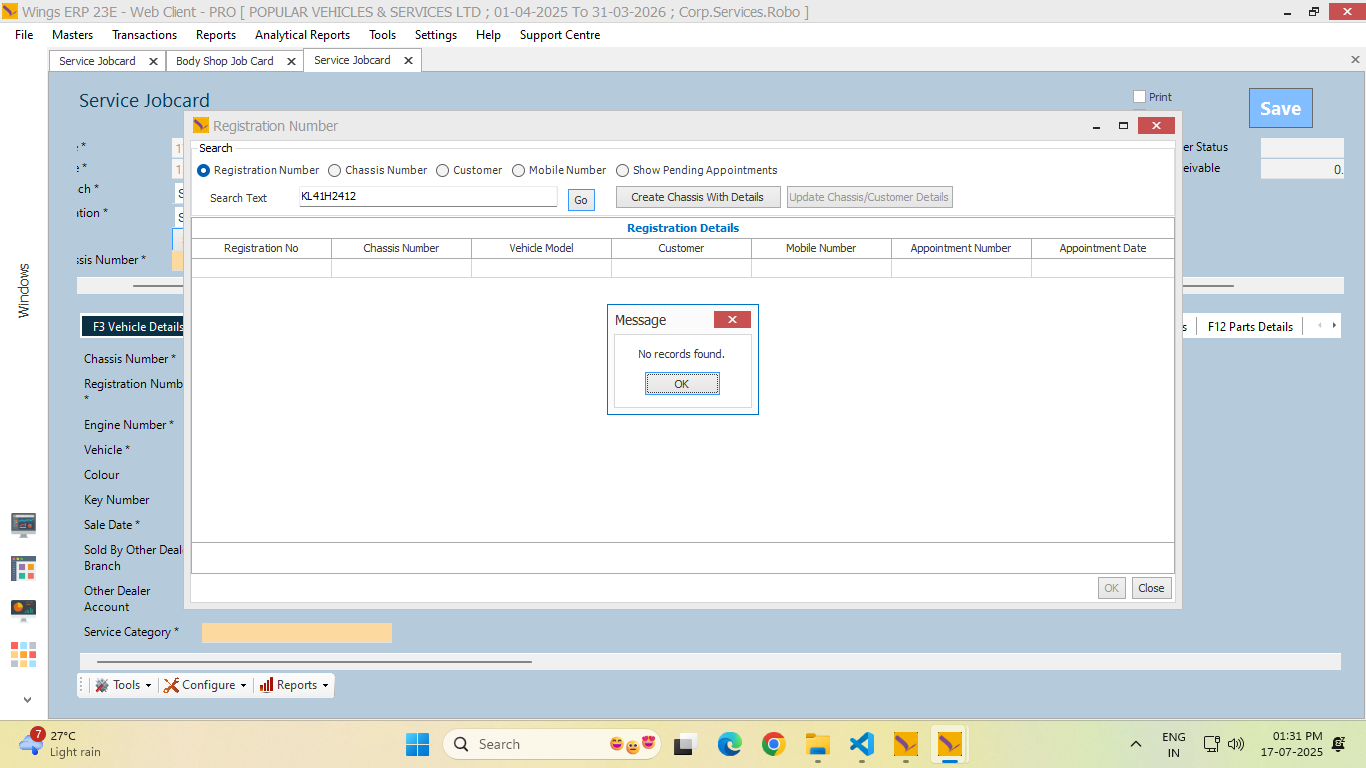 Wings ERP 23E - Web Client - PRO [ POPULAR VEHICLES & SERVICES LTD ; 01-04-2025 To 31-03-2026 ; Corp.Services.Robo ]
File Masters Transactions Reports Analytical Reports Tools Settings Help Support Centre
Service Jobcard Body Shop Job Card Service Jobcard
Service Jobcard
Print
Save
Registration Number
Search
Registration Number Chassis Number Customer Mobile Number Show Pending Appointments
Search Text KL41H2412 Go Create Chassis With Details Update Chassis/Customer Details
Registration Details
Registration No Chassis Number Vehicle Model Customer Mobile Number Appointment Number Appointment Date
Message
No records found.
OK
OK Close
er Status
eivable 0.
e *
ch *
tion *
ssis Number *
Windows
F3 Vehicle Details
s F12 Parts Details
Chassis Number *
Registration Numb
*
Engine Number *
Vehicle *
Colour
Key Number
Sale Date *
Sold By Other Deal
Branch
Other Dealer
Account
Service Category *
Tools Configure Reports
7
27°C
Light rain
Search
ENG
IN
01:31 PM
17-07-2025